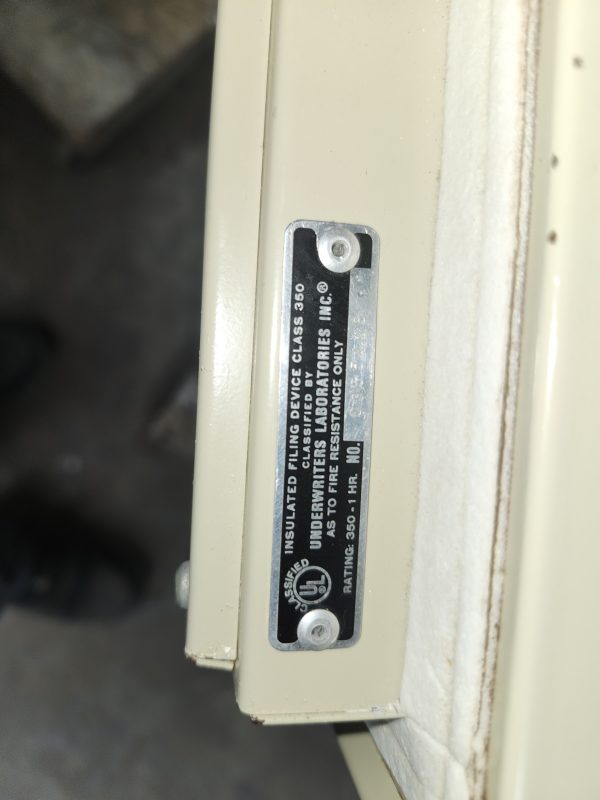 INSULATED FILING DEVICE CLASS 350
CLASSIFIED BY
UNDERWRITERS LABORATORIES INC.®
AS TO FIRE RESISTANCE ONLY
RATING: 350-1 HR. NO.
CLASSIFIED
UL